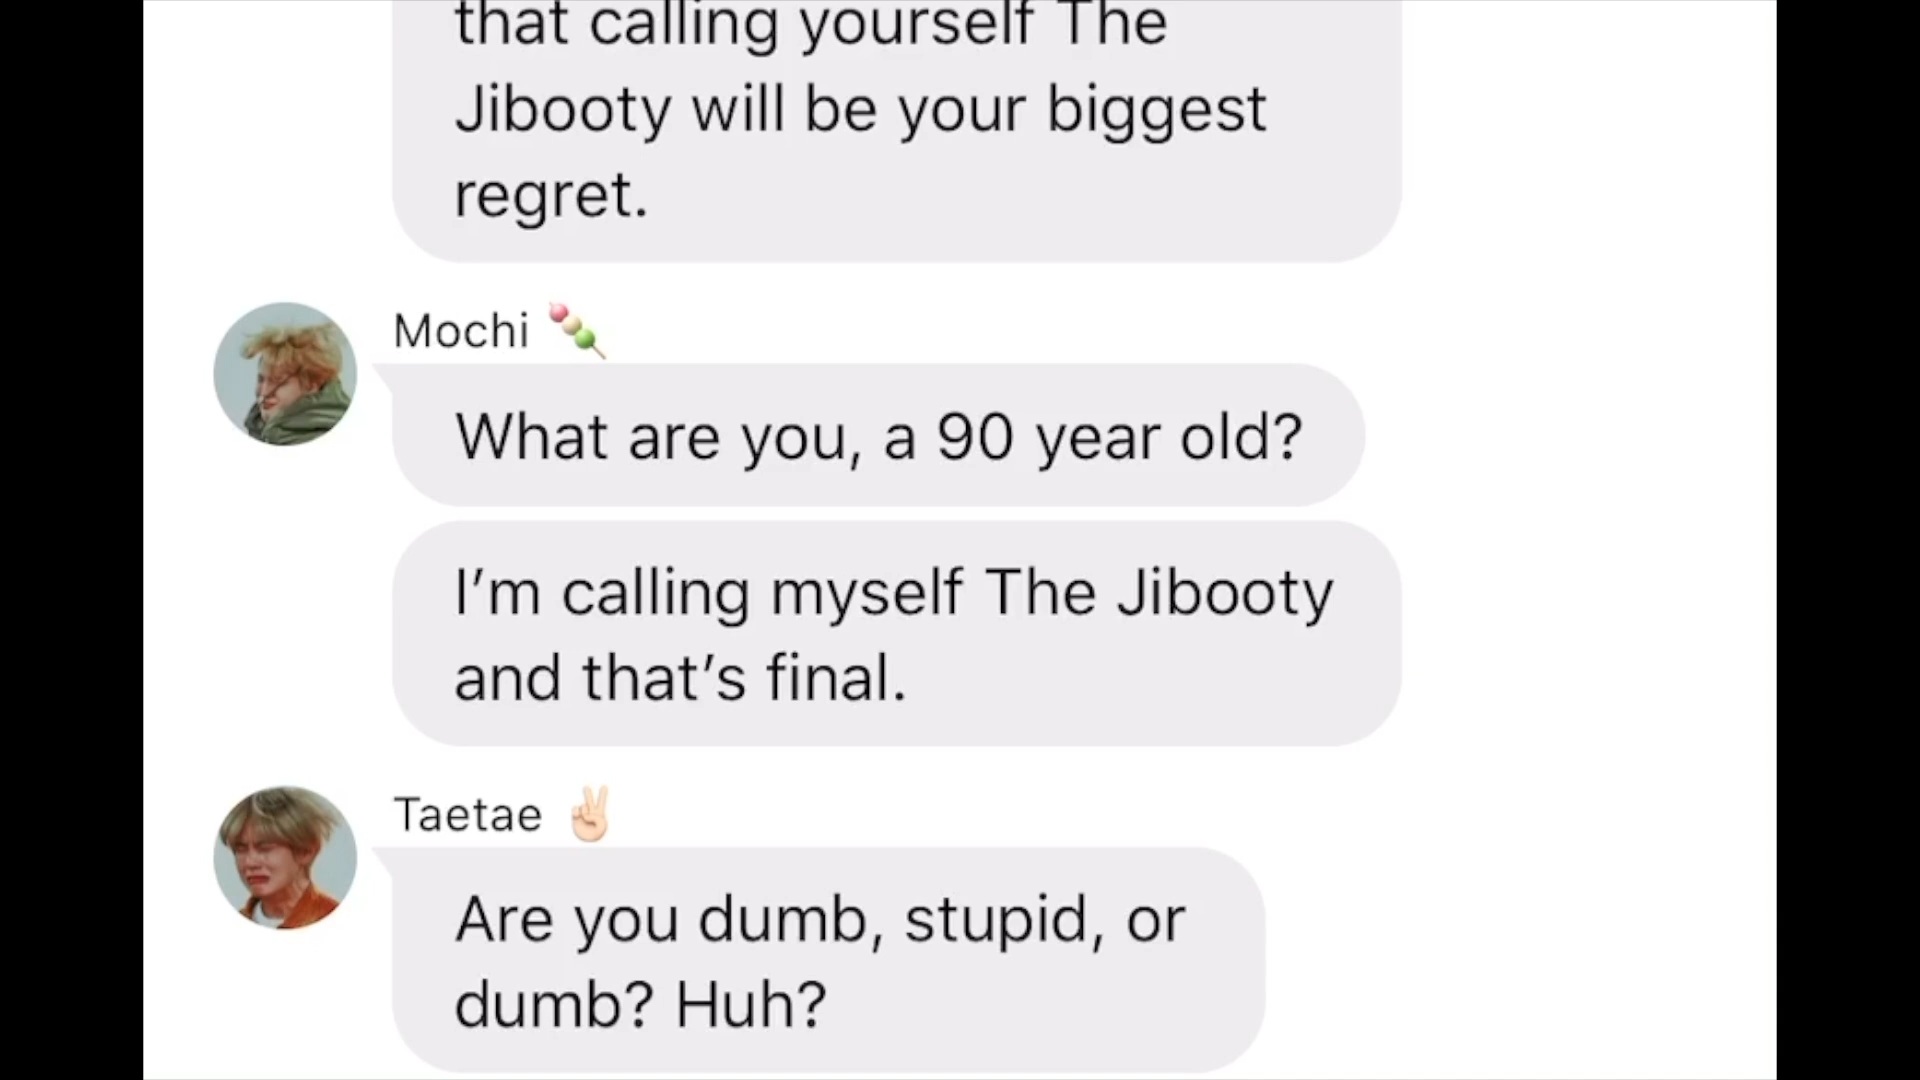 that calling yourself The
Jibooty will be your biggest
regret.
Mochi 🍡
What are you, a 90 year old?
I’m calling myself The Jibooty
and that’s final.
Taetae ✌🏻
Are you dumb, stupid, or
dumb? Huh?